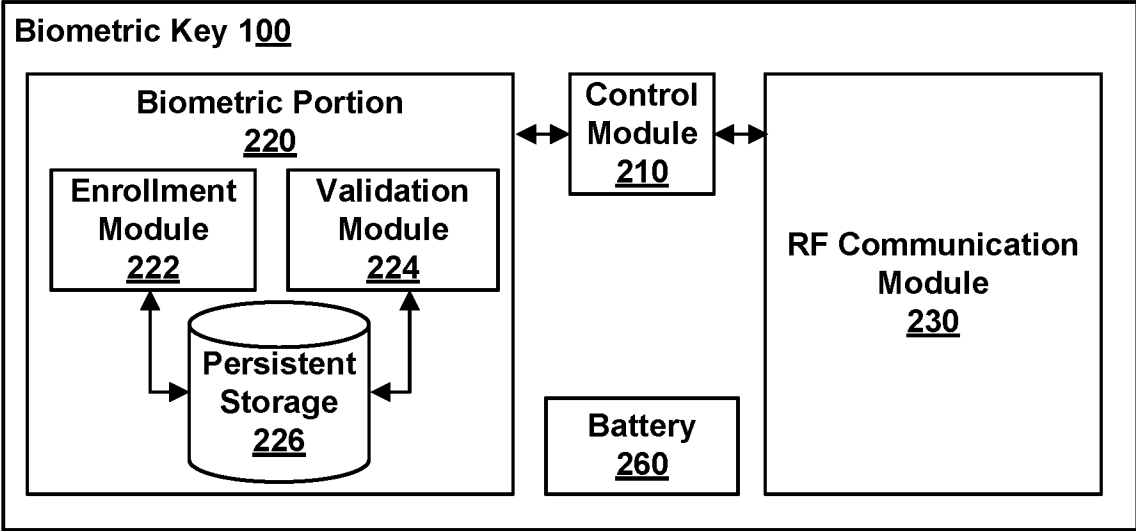 Biometric Key 100
Biometric Portion
220
Enrollment
Module
222
Validation
Module
224
Persistent
Storage
226
Control
Module
210
Battery
260
RF Communication
Module
230